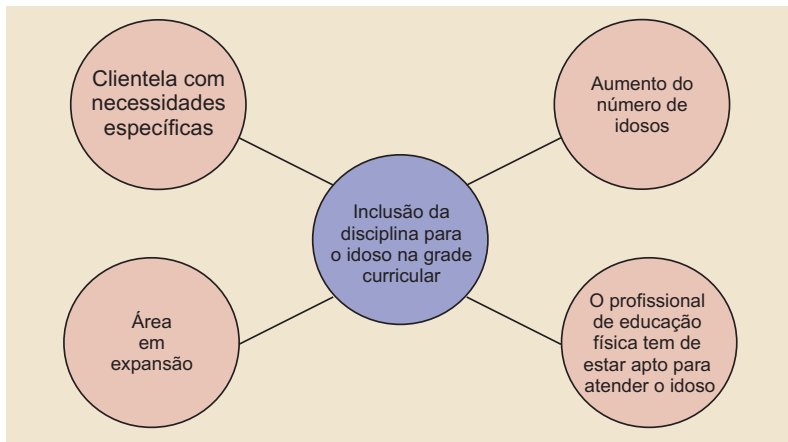 Clientela com
necessidades
específicas
Aumento do
número de
idosos
Inclusão da
disciplina para
o idoso na grade
curricular
Área
em
expansão
O profissional
de educação
física tem de
estar apto para
atender o idoso